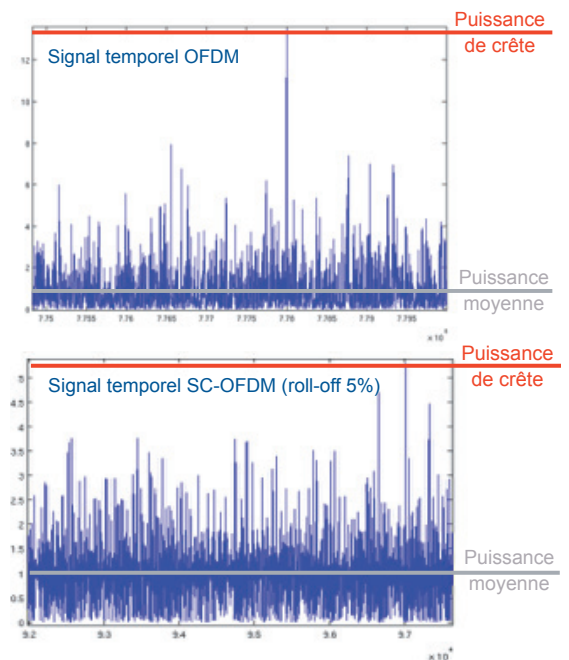 Puissance
de crête
Signal temporel OFDM
12
10
8
6
4
2
0
Puissance
moyenne
7.75 7.755 7.76 7.765 7.77 7.775 7.78 7.785 7.79 7.795
×10⁴
Puissance
de crête
Signal temporel SC-OFDM (roll-off 5%)
5
4.5
4
3.5
3
2.5
2
1.5
1
0.5
0
Puissance
moyenne
9.2 9.3 9.4 9.5 9.6 9.7
×10⁴